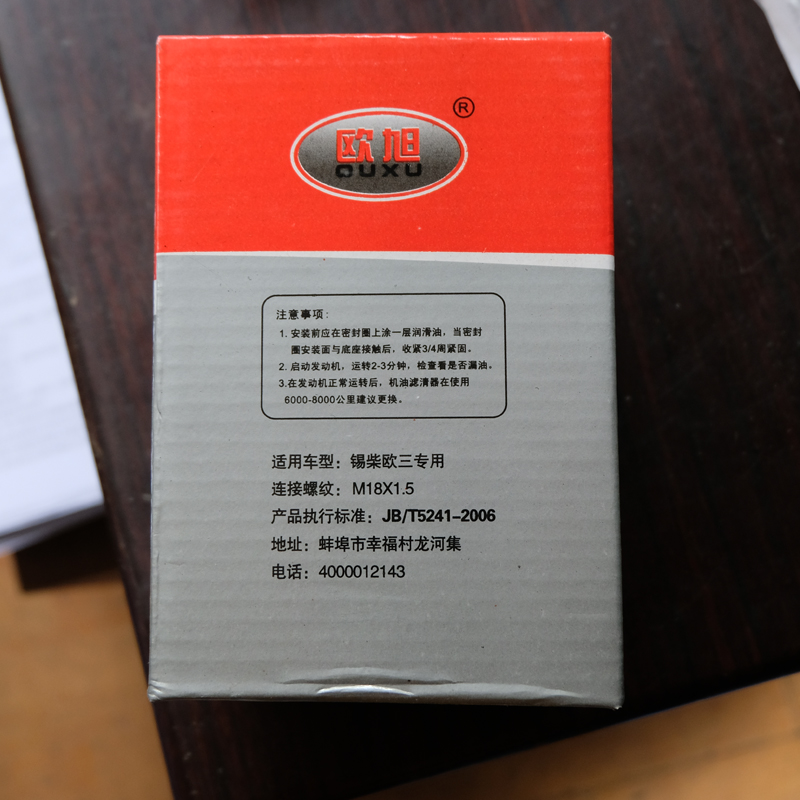 ®
欧旭
OUXU
注意事项:
1. 安装前应在密封圈上涂一层润滑油，当密封
圈安装面与底座接触后，收紧3/4周紧固。
2. 启动发动机，运转2-3分钟，检查看是否漏油。
3.在发动机正常运转后，机油滤清器在使用
6000-8000公里建议更换。
适用车型：锡柴欧三专用
连接螺纹：M18X1.5
产品执行标准：JB/T5241-2006
地址：蚌埠市幸福村龙河集
电话：4000012143